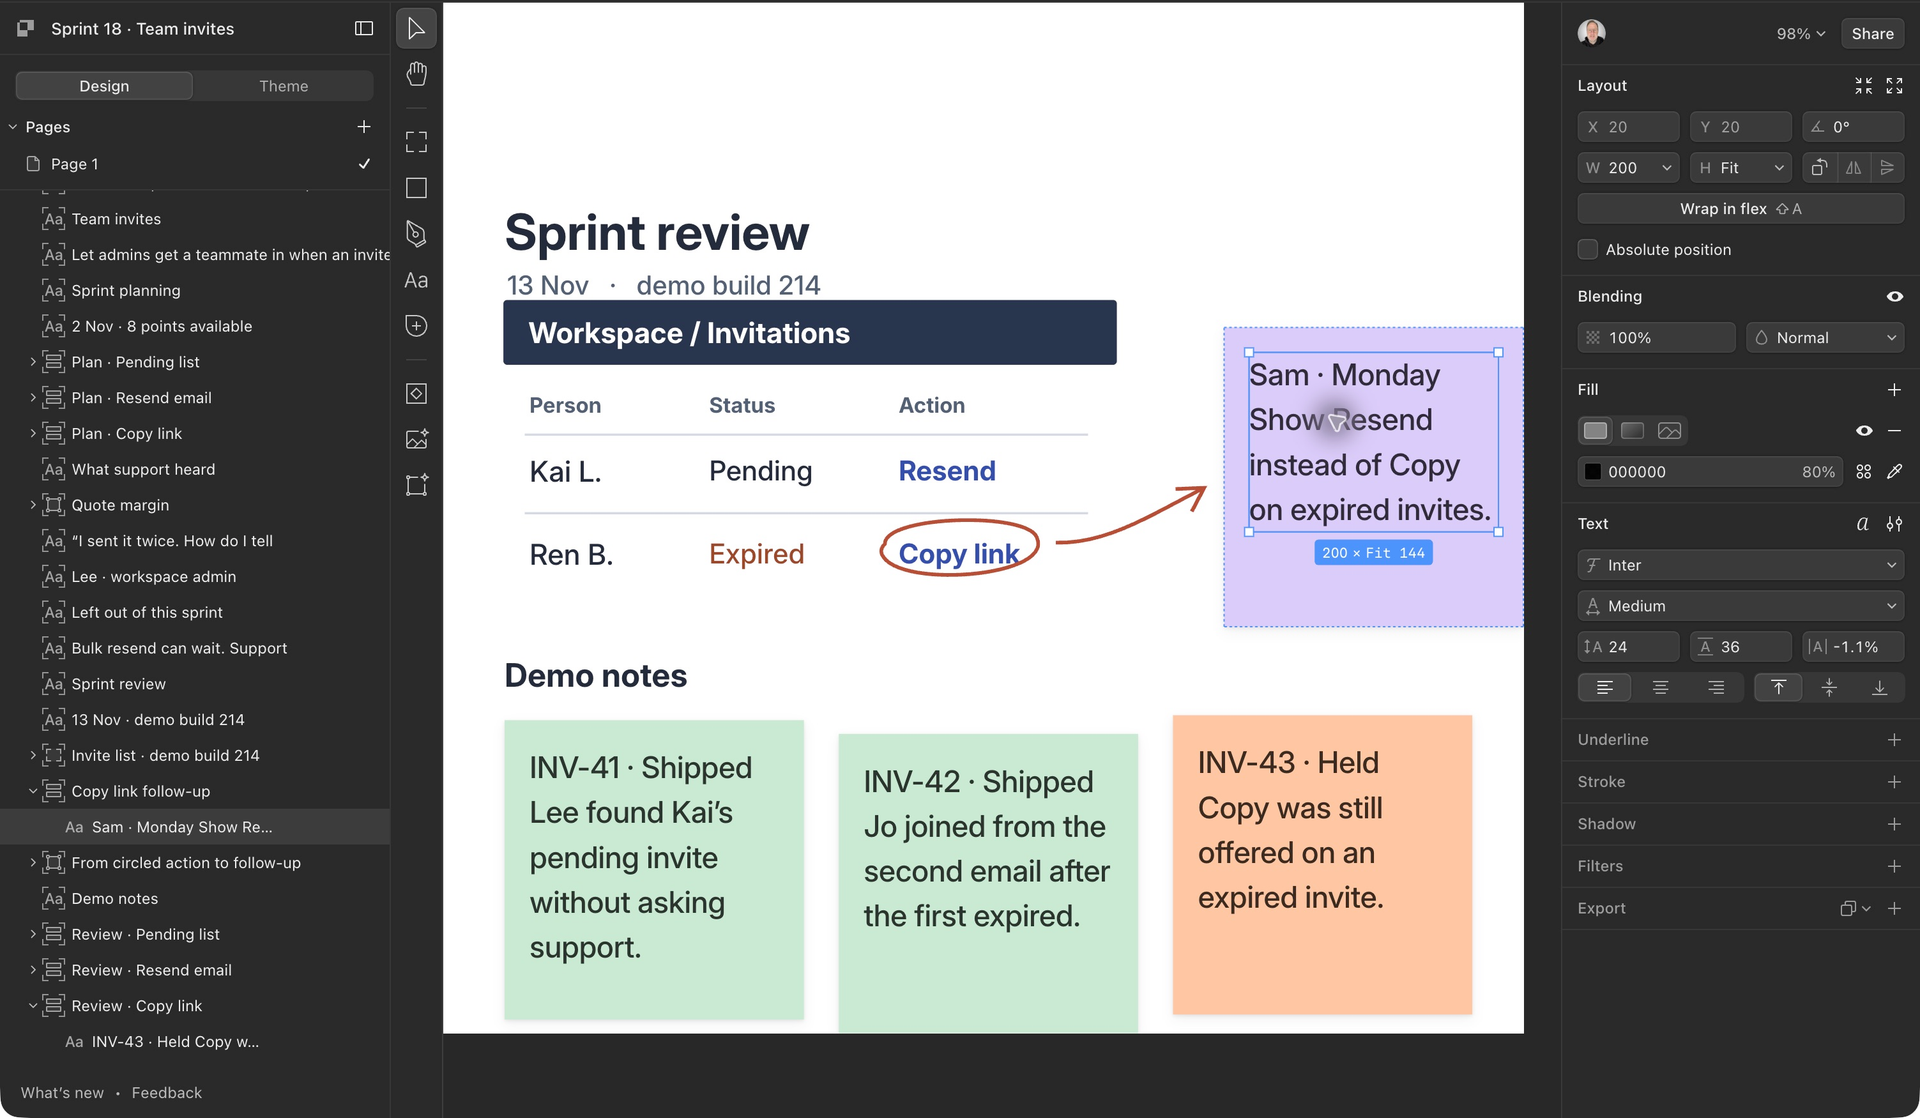 Sprint 18 · Team invites
Design
Theme
Pages
Page 1
Team invites
Let admins get a teammate in when an invite
Sprint planning
2 Nov · 8 points available
Plan · Pending list
Plan · Resend email
Plan · Copy link
What support heard
Quote margin
“I sent it twice. How do I tell
Lee · workspace admin
Left out of this sprint
Bulk resend can wait. Support
Sprint review
13 Nov · demo build 214
Invite list · demo build 214
Copy link follow-up
Aa Sam · Monday Show Re...
From circled action to follow-up
Demo notes
Review · Pending list
Review · Resend email
Review · Copy link
Aa INV-43 · Held Copy w...
What's new • Feedback
Aa
Sprint review
13 Nov · demo build 214
Workspace / Invitations
Person Status Action
Kai L. Pending Resend
Ren B. Expired Copy link
Sam · Monday
Show Resend
instead of Copy
on expired invites.
200 × Fit 144
Demo notes
INV-41 · Shipped
Lee found Kai’s
pending invite
without asking
support.
INV-42 · Shipped
Jo joined from the
second email after
the first expired.
INV-43 · Held
Copy was still
offered on an
expired invite.
98%
Share
Layout
X 20
Y 20
0°
W 200
H Fit
Wrap in flex ⇧ A
Absolute position
Blending
100%
Normal
Fill
000000 80%
Text
Inter
Medium
24
36
-1.1%
Underline
Stroke
Shadow
Filters
Export